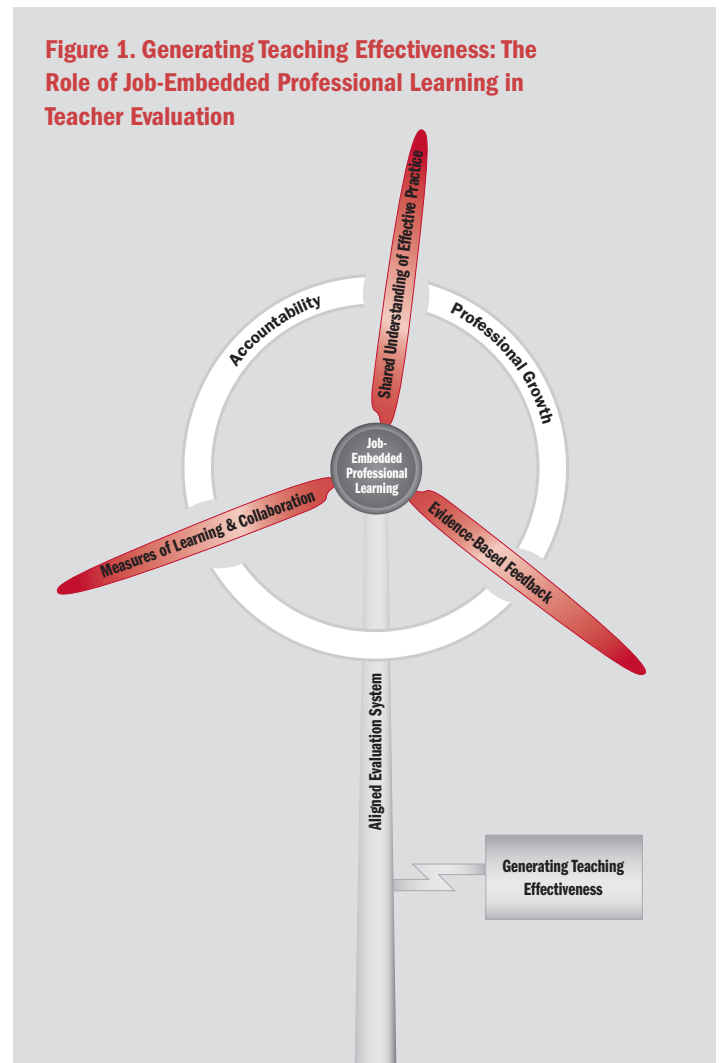 Figure 1. Generating Teaching Effectiveness: The
Role of Job-Embedded Professional Learning in
Teacher Evaluation
Shared Understanding of Effective Practice
Accountability
Professional Growth
Job-
Embedded
Professional
Learning
Measures of Learning & Collaboration
Evidence-Based Feedback
Aligned Evaluation System
Generating Teaching
Effectiveness